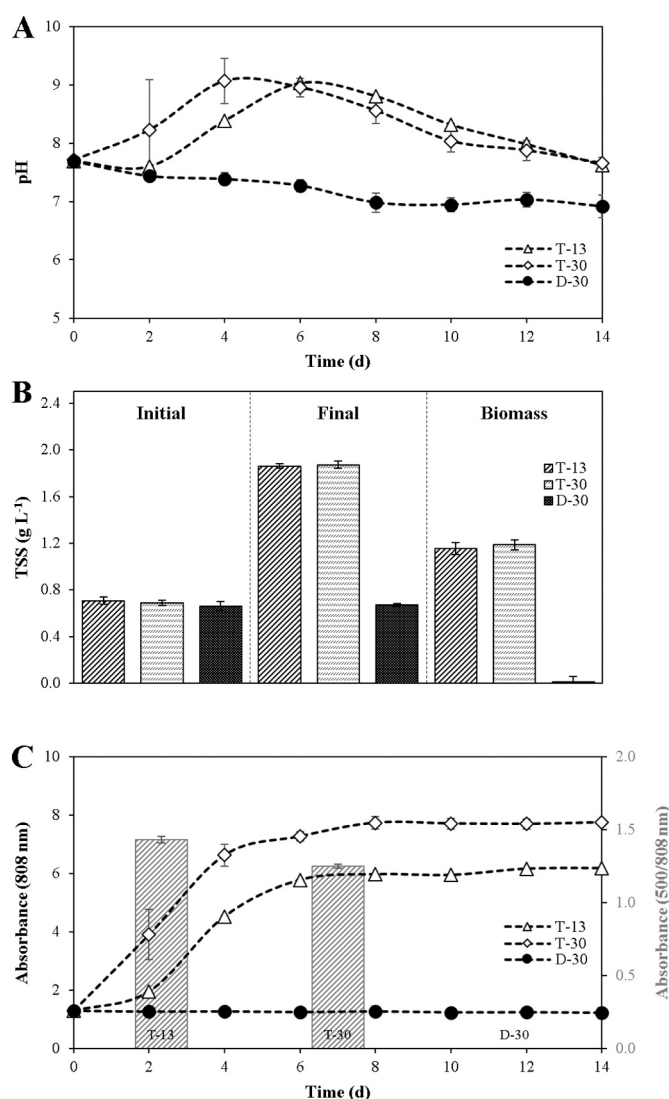 A
10
9
8
7
6
5
pH
T-13
T-30
D-30
0 2 4 6 8 10 12 14
Time (d)
B
2.4
2.0
1.6
1.2
0.8
0.4
0.0
TSS (g L-1)
Initial Final Biomass
T-13
T-30
D-30
C
10
8
6
4
2
0
Absorbance (808 nm)
2.0
1.5
1.0
0.5
0.0
Absorbance (500/808 nm)
T-13
T-30
D-30
T-13 T-30 D-30
0 2 4 6 8 10 12 14
Time (d)